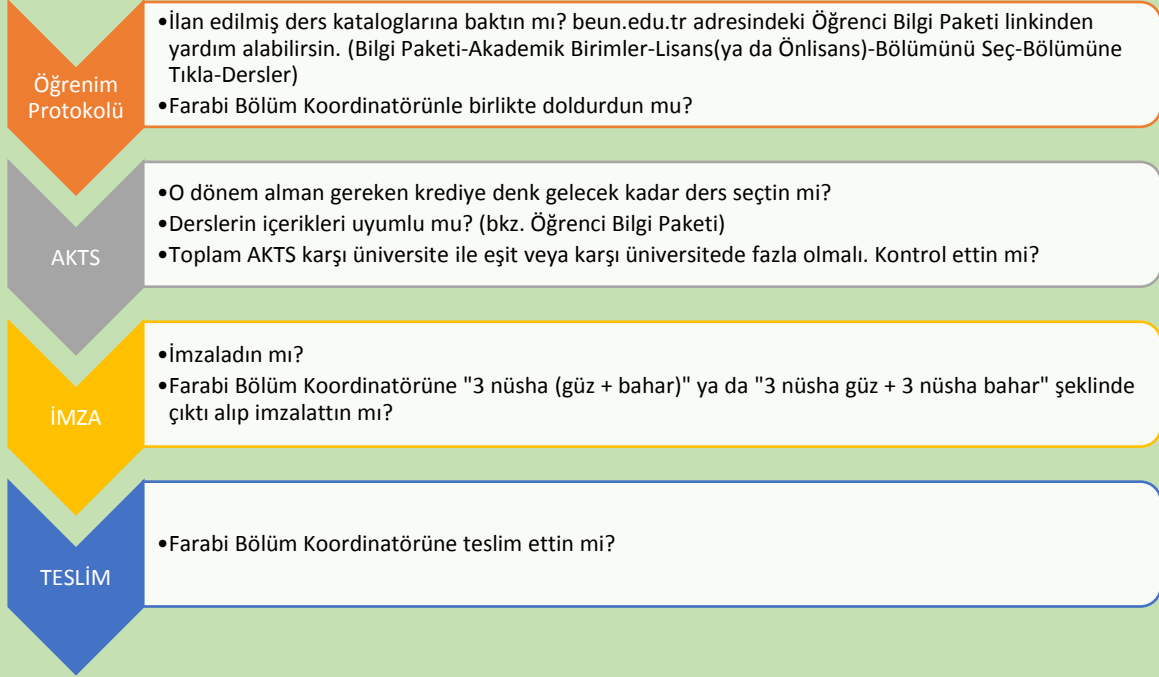 •İlan edilmiş ders kataloglarına baktın mı? beun.edu.tr adresindeki Öğrenci Bilgi Paketi linkinden
yardım alabilirsin. (Bilgi Paketi-Akademik Birimler-Lisans(ya da Önlisans)-Bölümünü Seç-Bölümüne
Tıkla-Dersler)
•Farabi Bölüm Koordinatörünle birlikte doldurdun mu?
Öğrenim
Protokolü
•O dönem alman gereken krediye denk gelecek kadar ders seçtin mi?
•Derslerin içerikleri uyumlu mu? (bkz. Öğrenci Bilgi Paketi)
•Toplam AKTS karşı üniversite ile eşit veya karşı üniversitede fazla olmalı. Kontrol ettin mi?
AKTS
•İmzaladın mı?
•Farabi Bölüm Koordinatörüne "3 nüsha (güz + bahar)" ya da "3 nüsha güz + 3 nüsha bahar" şeklinde
çıktı alıp imzalattın mı?
İMZA
•Farabi Bölüm Koordinatörüne teslim ettin mi?
TESLİM